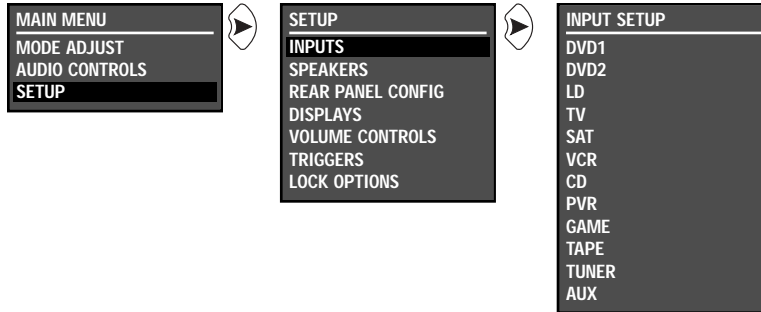 MAIN MENU
MODE ADJUST
AUDIO CONTROLS
SETUP
SETUP
INPUTS
SPEAKERS
REAR PANEL CONFIG
DISPLAYS
VOLUME CONTROLS
TRIGGERS
LOCK OPTIONS
INPUT SETUP
DVD1
DVD2
LD
TV
SAT
VCR
CD
PVR
GAME
TAPE
TUNER
AUX